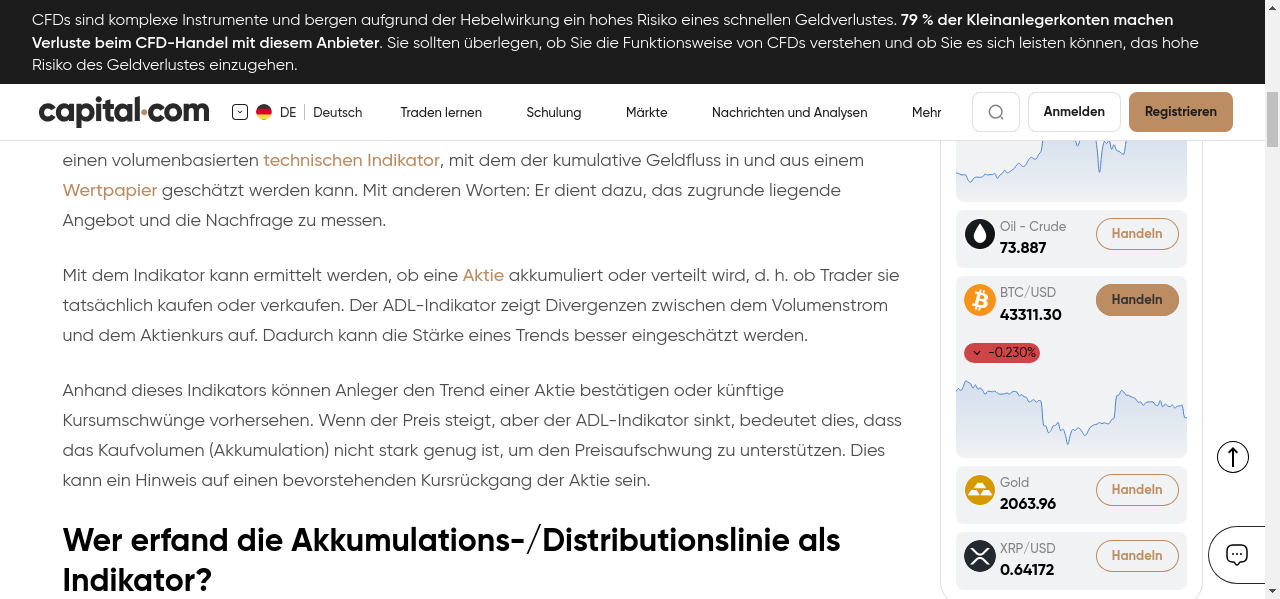 CFDs sind komplexe Instrumente und bergen aufgrund der Hebelwirkung ein hohes Risiko eines schnellen Geldverlustes. 79 % der Kleinanlegerkonten machen
Verluste beim CFD-Handel mit diesem Anbieter. Sie sollten überlegen, ob Sie die Funktionsweise von CFDs verstehen und ob Sie es sich leisten können, das hohe
Risiko des Geldverlustes einzugehen.
capital.com DE Deutsch Traden lernen Schulung Märkte Nachrichten und Analysen Mehr Anmelden Registrieren
einen volumenbasierten technischen Indikator, mit dem der kumulative Geldfluss in und aus einem
Wertpapier geschätzt werden kann. Mit anderen Worten: Er dient dazu, das zugrunde liegende
Angebot und die Nachfrage zu messen.
Mit dem Indikator kann ermittelt werden, ob eine Aktie akkumuliert oder verteilt wird, d. h. ob Trader sie
tatsächlich kaufen oder verkaufen. Der ADL-Indikator zeigt Divergenzen zwischen dem Volumenstrom
und dem Aktienkurs auf. Dadurch kann die Stärke eines Trends besser eingeschätzt werden.
Anhand dieses Indikators können Anleger den Trend einer Aktie bestätigen oder künftige
Kursumschwünge vorhersehen. Wenn der Preis steigt, aber der ADL-Indikator sinkt, bedeutet dies, dass
das Kaufvolumen (Akkumulation) nicht stark genug ist, um den Preisaufschwung zu unterstützen. Dies
kann ein Hinweis auf einen bevorstehenden Kursrückgang der Aktie sein.
Wer erfand die Akkumulations-/Distributionslinie als
Indikator?
Oil - Crude
73.887
Handeln
BTC/USD
43311.30
Handeln
-0.230%
Gold
2063.96
Handeln
XRP/USD
0.64172
Handeln